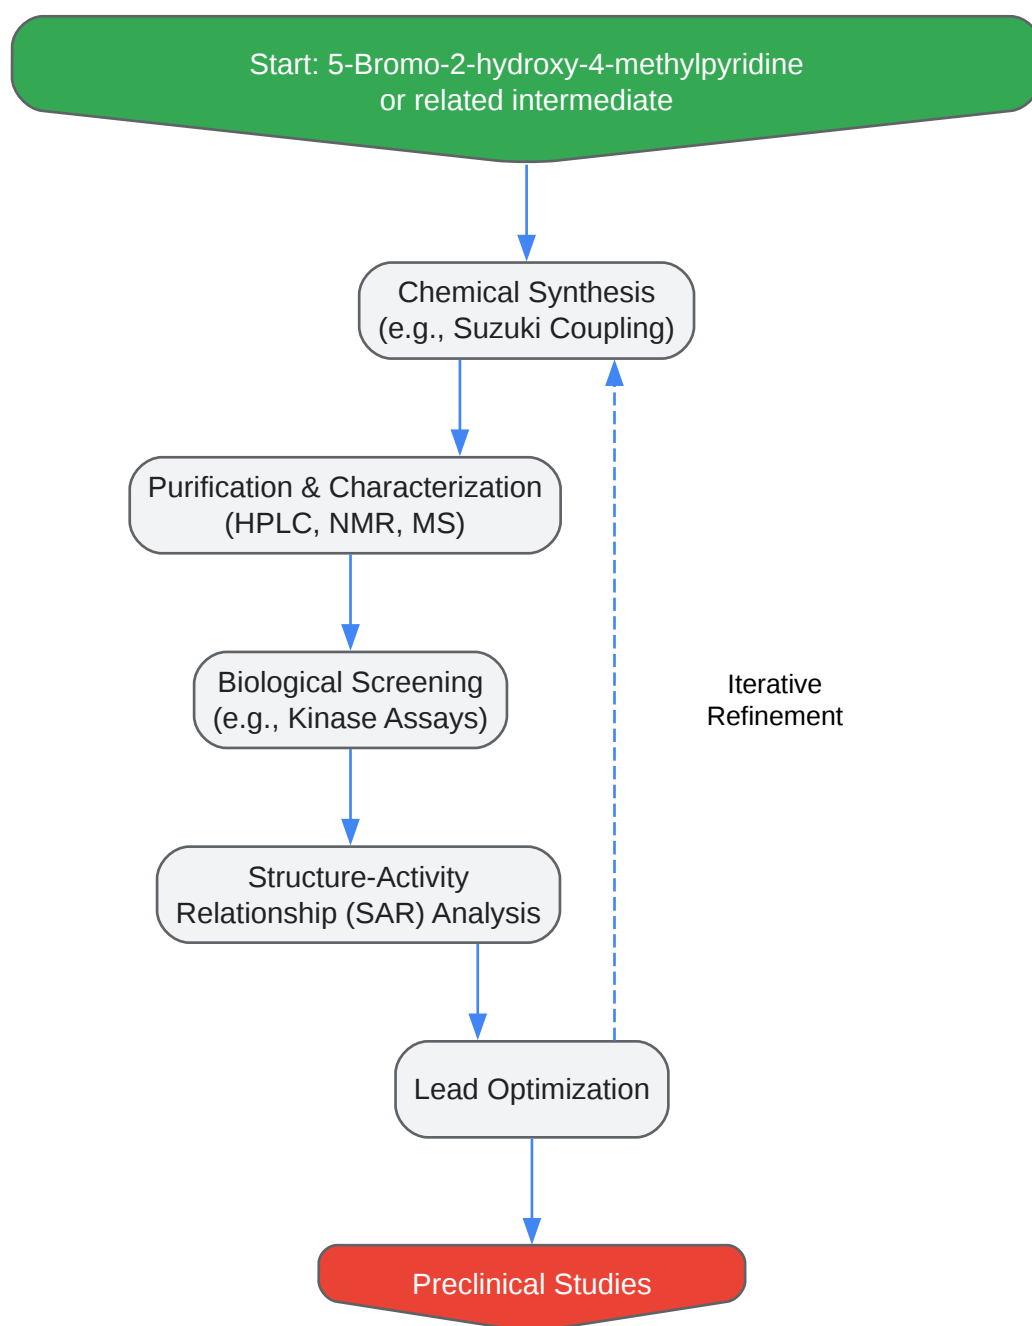 Start: 5-Bromo-2-hydroxy-4-methylpyridine
or related intermediate
Chemical Synthesis
(e.g., Suzuki Coupling)
Purification & Characterization
(HPLC, NMR, MS)
Biological Screening
(e.g., Kinase Assays)
Iterative
Refinement
Structure-Activity
Relationship (SAR) Analysis
Lead Optimization
Preclinical Studies